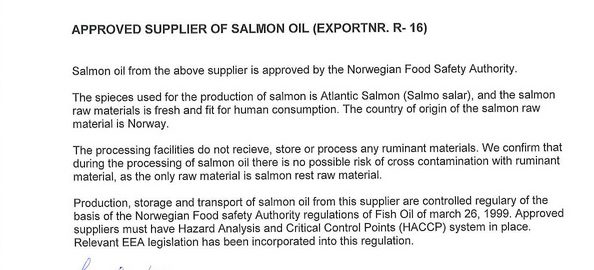 APPROVED SUPPLIER OF SALMON OIL (EXPORTNR. R- 16)
Salmon oil from the above supplier is approved by the Norwegian Food Safety Authority.
The spieces used for the production of salmon is Atlantic Salmon (Salmo salar), and the salmon
raw materials is fresh and fit for human consumption. The country of origin of the salmon raw
material is Norway.
The processing facilities do not recieve, store or process any ruminant materials. We confirm that
during the processing of salmon oil there is no possible risk of cross contamination with ruminant
material, as the only raw material is salmon rest raw material.
Production, storage and transport of salmon oil from this supplier are controlled regulary of the
basis of the Norwegian Food safety Authority regulations of Fish Oil of march 26, 1999. Approved
suppliers must have Hazard Analysis and Critical Control Points (HACCP) system in place.
Relevant EEA legislation has been incorporated into this regulation.